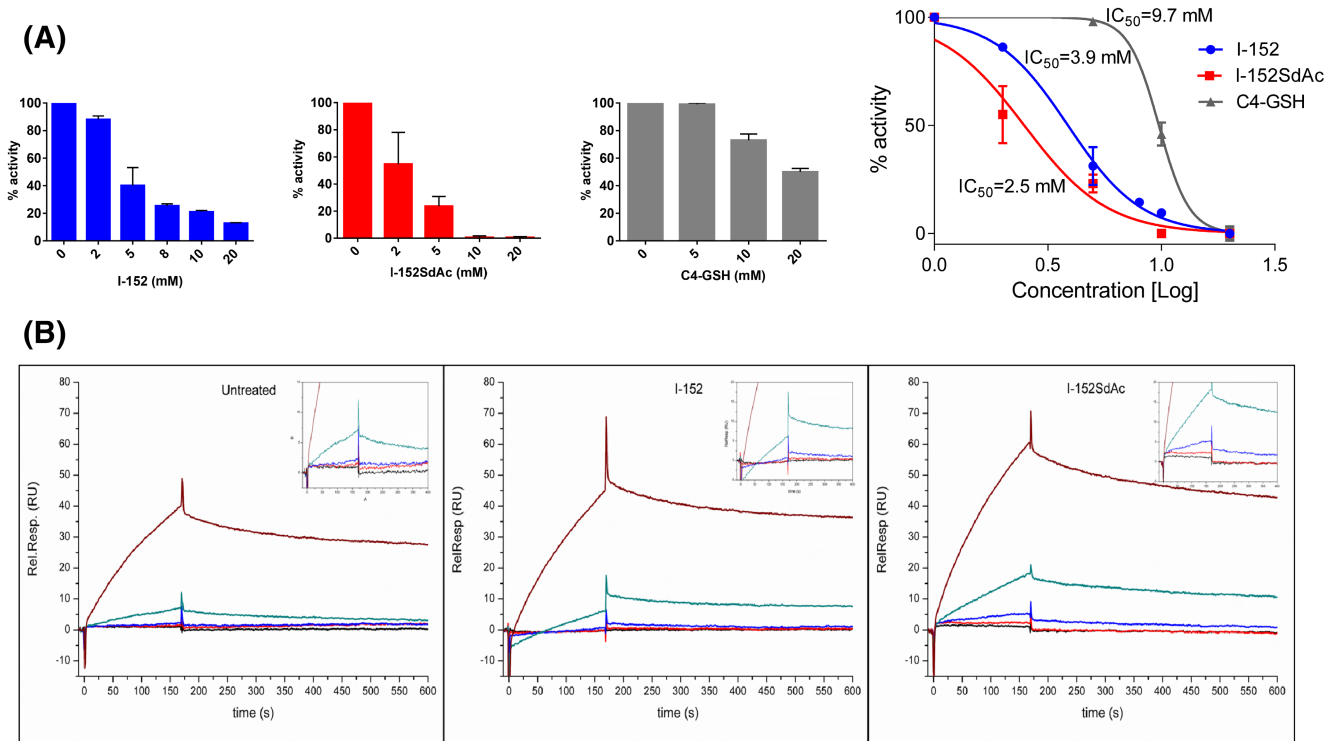 (A)
100
80
60
40
20
0
% activity
0 2 5 8 10 20
I-152 (mM)
100
80
60
40
20
0
% activity
0 2 5 10 20
I-152SdAc (mM)
100
80
60
40
20
0
% activity
0 5 10 20
C4-GSH (mM)
100
50
0
% activity
0.0 0.5 1.0 1.5
Concentration [Log]
IC50=9.7 mM
IC50=3.9 mM
IC50=2.5 mM
I-152
I-152SdAc
C4-GSH
(B)
Untreated
80
70
60
50
40
30
20
10
0
-10
Rel.Resp. (RU)
0 50 100 150 200 250 300 350 400 450 500 550 600
time (s)
I-152
80
70
60
50
40
30
20
10
0
-10
RelResp (RU)
0 50 100 150 200 250 300 350 400 450 500 550 600
time (s)
I-152SdAc
80
70
60
50
40
30
20
10
0
-10
RelResp (RU)
0 50 100 150 200 250 300 350 400 450 500 550 600
time (s)